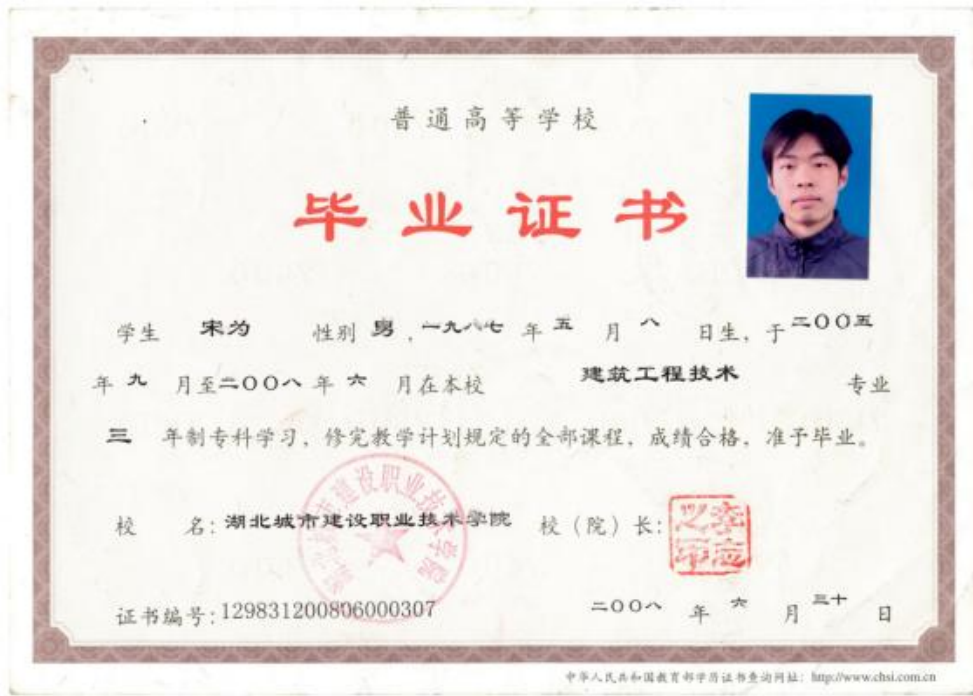 普通高等学校
毕业证书
学生 宋为 性别 男，一九八七 年 五 月 八 日生，于 二〇〇五
年 九 月至 二〇〇八 年 六 月在本校 建筑工程技术 专业
三 年制专科学习，修完教学计划规定的全部课程，成绩合格，准予毕业。
校 名：湖北城市建设职业技术学院 校（院）长：
证书编号：129831200806000307 二〇〇八 年 六 月 三十 日
中华人民共和国教育部学历证书查询网址：http://www.chsi.com.cn